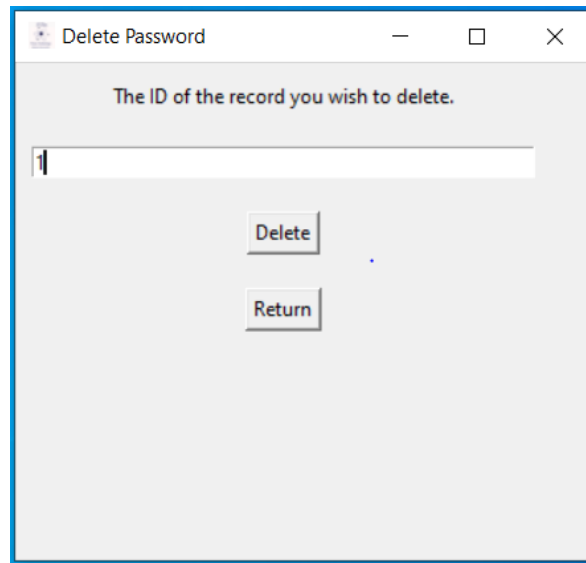 Delete Password
The ID of the record you wish to delete.
1
Delete
Return